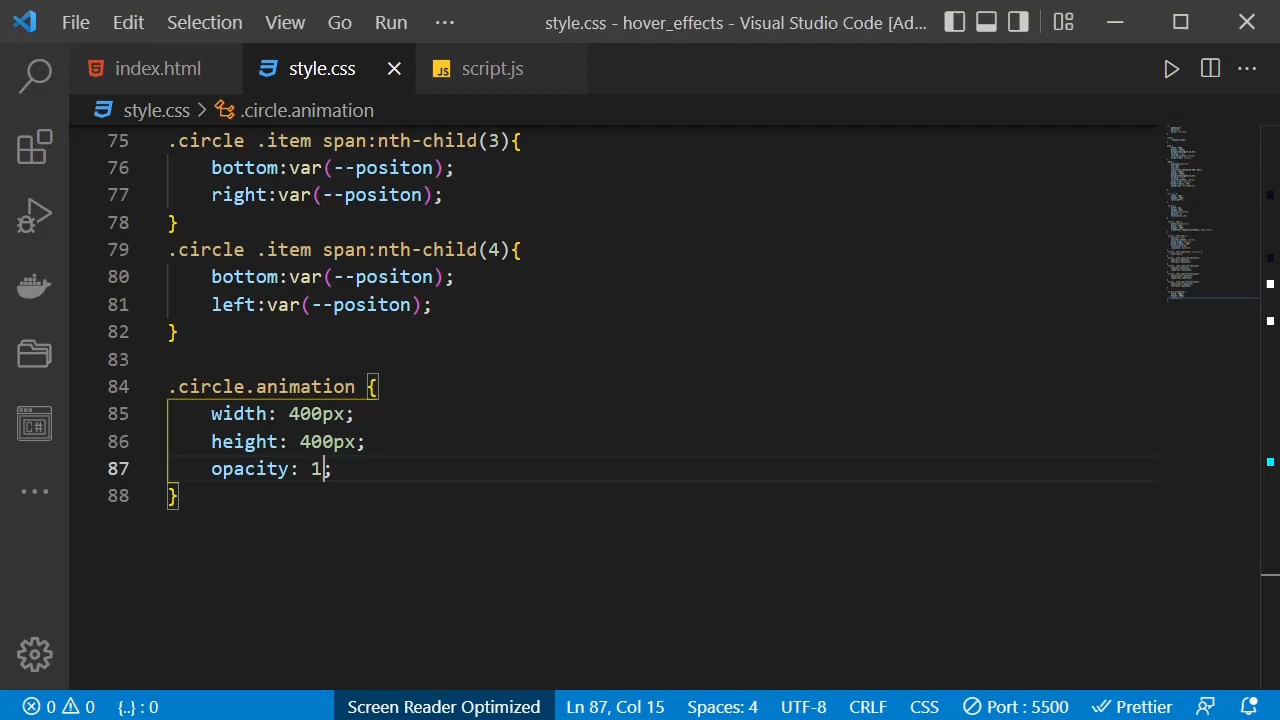 File Edit Selection View Go Run ··· style.css - hover_effects - Visual Studio Code [Ad...
index.html style.css JS script.js
style.css > .circle.animation
75 .circle .item span:nth-child(3){
76 bottom:var(--positon);
77 right:var(--positon);
78 }
79 .circle .item span:nth-child(4){
80 bottom:var(--positon);
81 left:var(--positon);
82 }
83
84 .circle.animation {
85 width: 400px;
86 height: 400px;
87 opacity: 1;
88 }
C#
0 0 {..} : 0 Screen Reader Optimized Ln 87, Col 15 Spaces: 4 UTF-8 CRLF CSS Port : 5500 Prettier